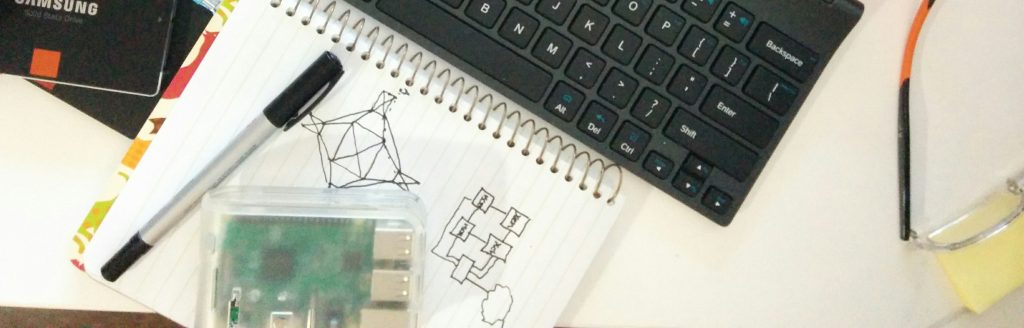 SAMSUNG
Solid State Drive
Backspace
O P { [ } ] |
J K L : ; " ' Enter
B N M < , > . ? / Shift
Alt Del Ctrl